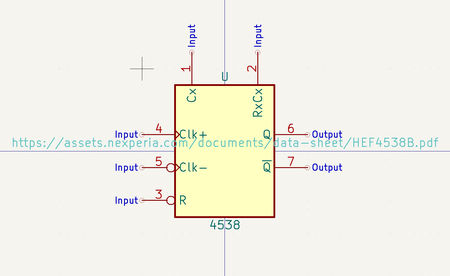 Input
Input
1
2
U
Cx
RxCx
Input 4 Clk+ Q 6 Output
https://assets.nexperia.com/documents/data-sheet/HEF4538B.pdf
Input 5 Clk- Q 7 Output
Input 3 R
4538